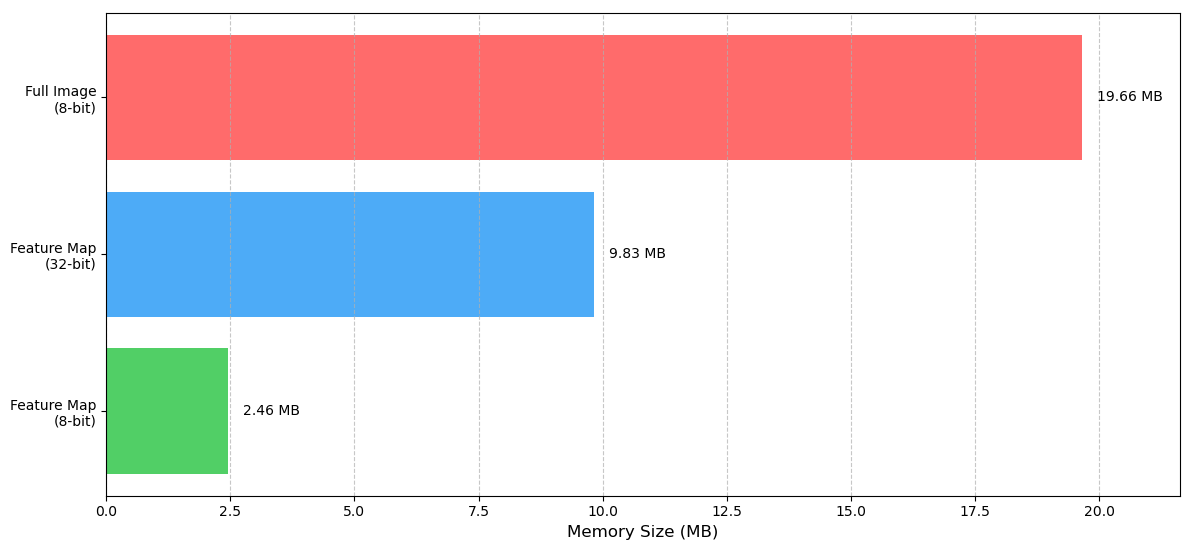 Full Image
(8-bit)
19.66 MB
Feature Map
(32-bit)
9.83 MB
Feature Map
(8-bit)
2.46 MB
0.0 2.5 5.0 7.5 10.0 12.5 15.0 17.5 20.0
Memory Size (MB)